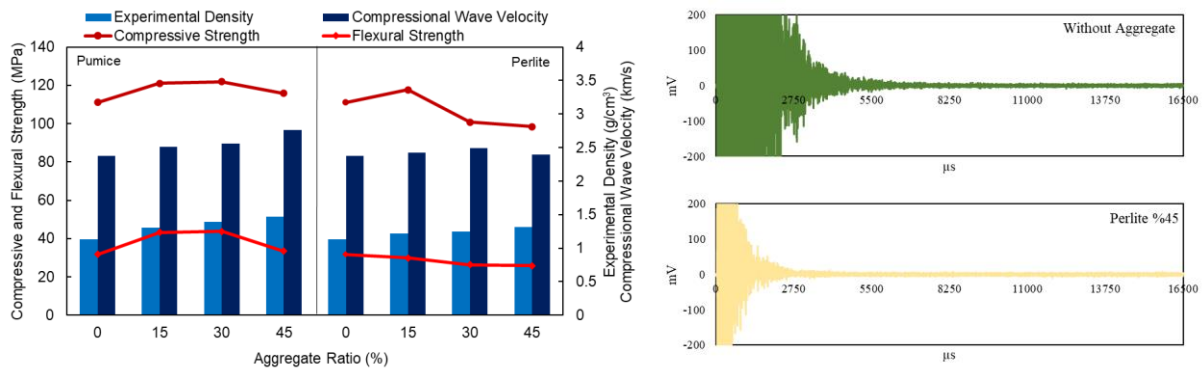 Experimental Density
Compressional Wave Velocity
Compressive Strength
Flexural Strength
Compressive and Flexural Strength (MPa)
140
120
100
80
60
40
20
0
Pumice
Perlite
4
3.5
3
2.5
2
1.5
1
0.5
0
Experimental Density (g/cm³)
Compressional Wave Velocity (km/s)
0 15 30 45 0 15 30 45
Aggregate Ratio (%)
Without Aggregate
mV
200
100
0
-100
-200
0 2750 5500 8250 11000 13750 16500
µs
Perlite %45
mV
200
100
0
-100
-200
0 2750 5500 8250 11000 13750 16500
µs